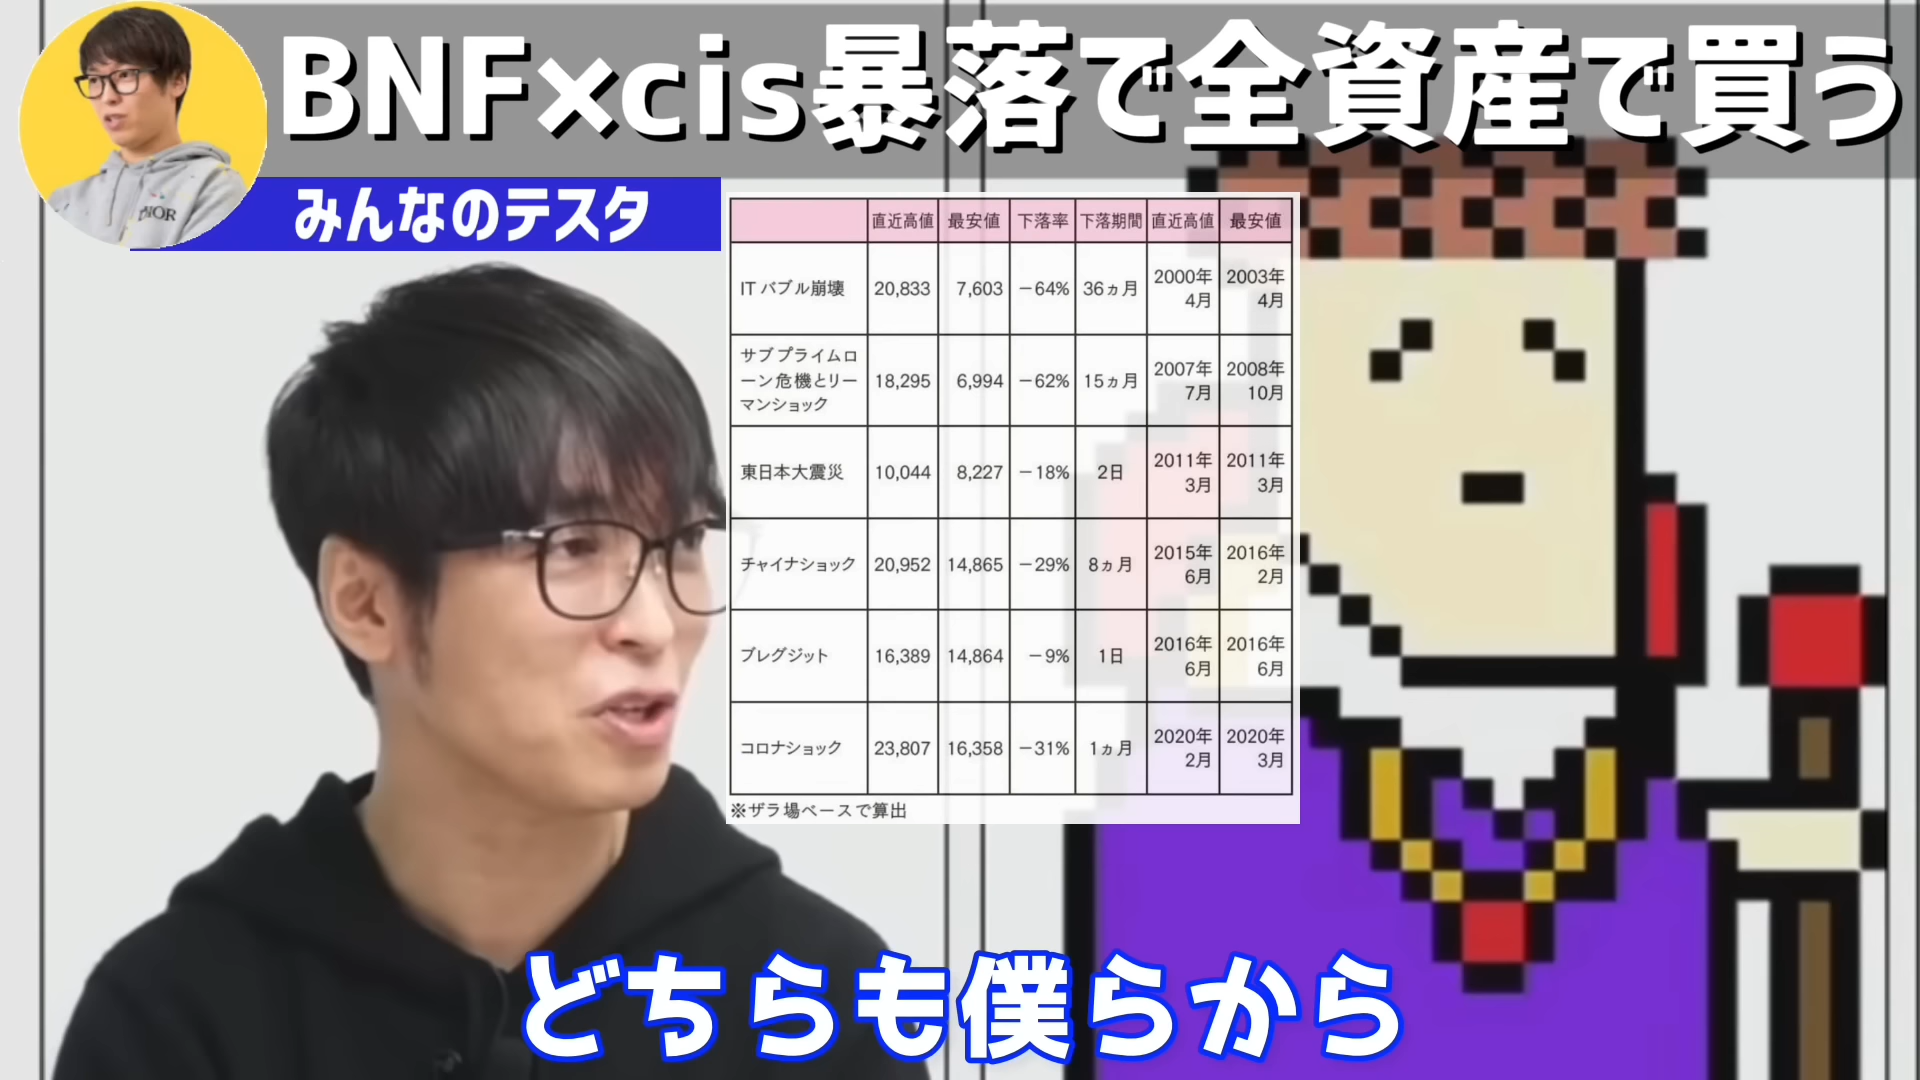 BNF×cis暴落で全資産で買う
みんなのテスタ
直近高値 最安値 下落率 下落期間 直近高値 最安値
ITバブル崩壊 20,833 7,603 −64% 36ヵ月 2000年4月 2003年4月
サブプライムローン危機とリーマンショック 18,295 6,994 −62% 15ヵ月 2007年7月 2008年10月
東日本大震災 10,044 8,227 −18% 2日 2011年3月 2011年3月
チャイナショック 20,952 14,865 −29% 8ヵ月 2015年6月 2016年2月
ブレグジット 16,389 14,864 −9% 1日 2016年6月 2016年6月
コロナショック 23,807 16,358 −31% 1ヵ月 2020年2月 2020年3月
※ザラ場ベースで算出
どちらも僕らから